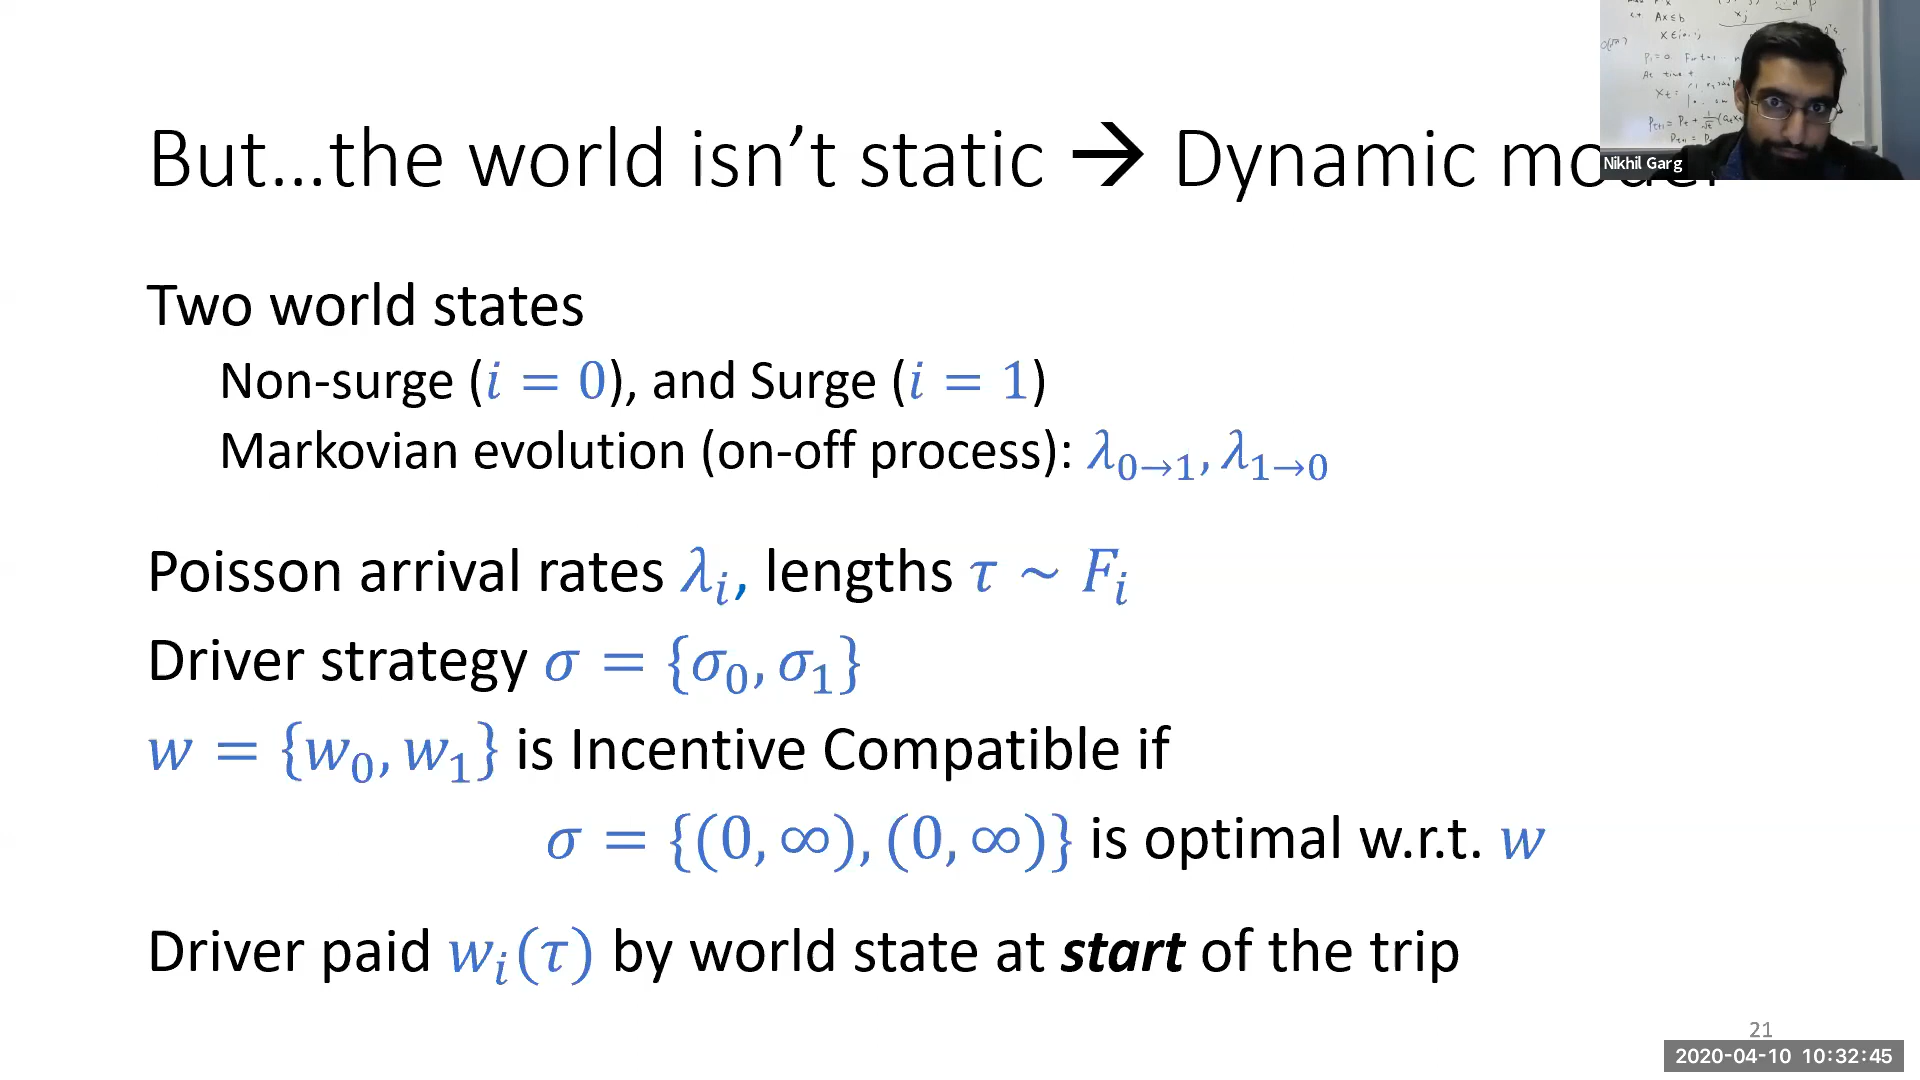 Ax≤b
Nikhil Garg
But...the world isn't static → Dynamic model
Two world states
Non-surge (i = 0), and Surge (i = 1)
Markovian evolution (on-off process): λ₀→₁, λ₁→₀
Poisson arrival rates λᵢ, lengths τ ~ Fᵢ
Driver strategy σ = {σ₀, σ₁}
w = {w₀, w₁} is Incentive Compatible if
σ = {(0, ∞), (0, ∞)} is optimal w.r.t. w
Driver paid wᵢ(τ) by world state at start of the trip
21
2020-04-10 10:32:45